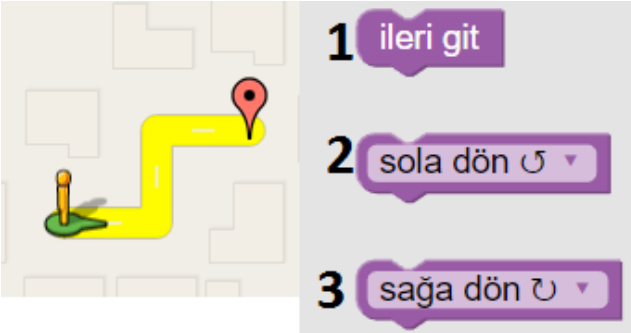 1 ileri git
2 sola dön ↺ ▼
3 sağa dön ↻ ▼